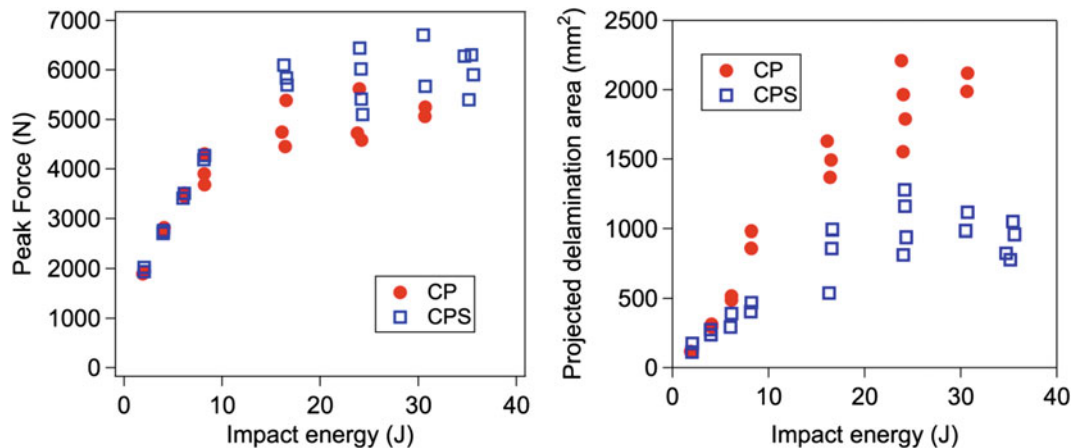 7000
6000
5000
4000
3000
2000
1000
0
Peak Force (N)
CP
CPS
0 10 20 30 40
Impact energy (J)
2500
2000
1500
1000
500
0
Projected delamination area (mm²)
CP
CPS
0 10 20 30 40
Impact energy (J)